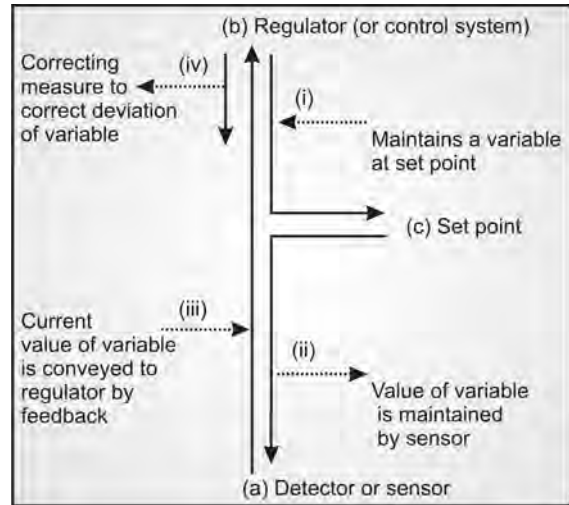 (b) Regulator (or control system)
Correcting
measure to
correct deviation
of variable
(iv)
(i)
Maintains a variable
at set point
(c) Set point
Current
value of variable
is conveyed to
regulator by
feedback
(iii)
(ii)
Value of variable
is maintained
by sensor
(a) Detector or sensor